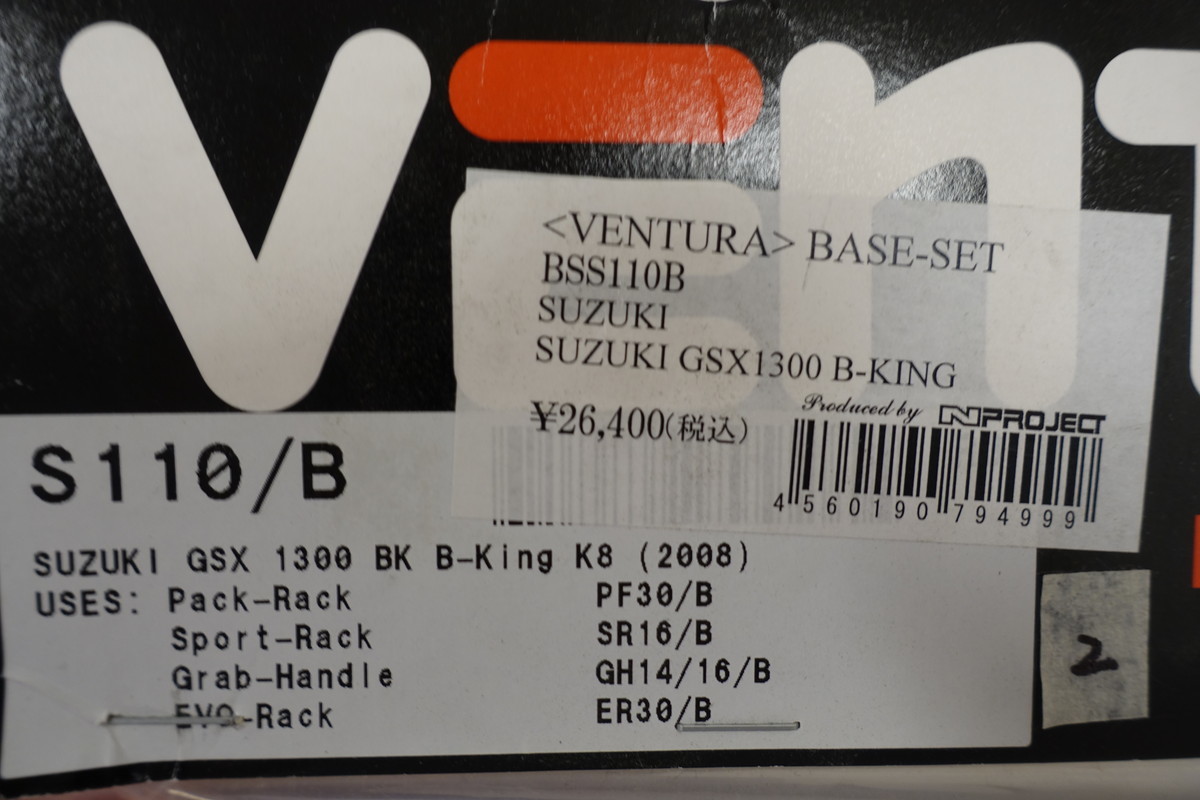 vent
<VENTURA> BASE-SET
BSS110B
SUZUKI
SUZUKI GSX1300 B-KING
¥26,400(税込)
Produced by NPROJECT
4 560190 794999
S110/B
SUZUKI GSX 1300 BK B-King K8 (2008)
USES: Pack-Rack PF30/B
Sport-Rack SR16/B
Grab-Handle GH14/16/B
EVO-Rack ER30/B
2